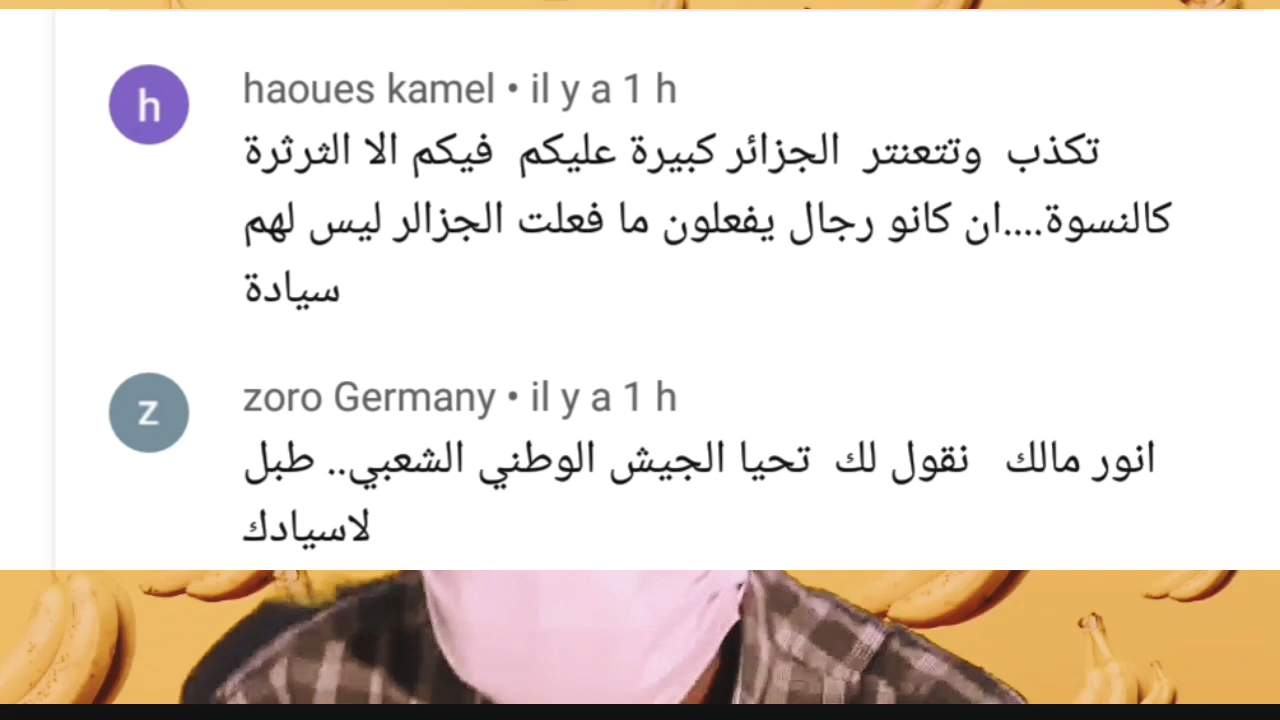 h
haoues kamel • il y a 1 h
تكذب وتتعنتر الجزائر كبيرة عليكم فيكم الا الثرثرة
كالنسوة....ان كانو رجال يفعلون ما فعلت الجزالر ليس لهم
سيادة
z
zoro Germany • il y a 1 h
انور مالك نقول لك تحيا الجيش الوطني الشعبي.. طبل
لاسيادك